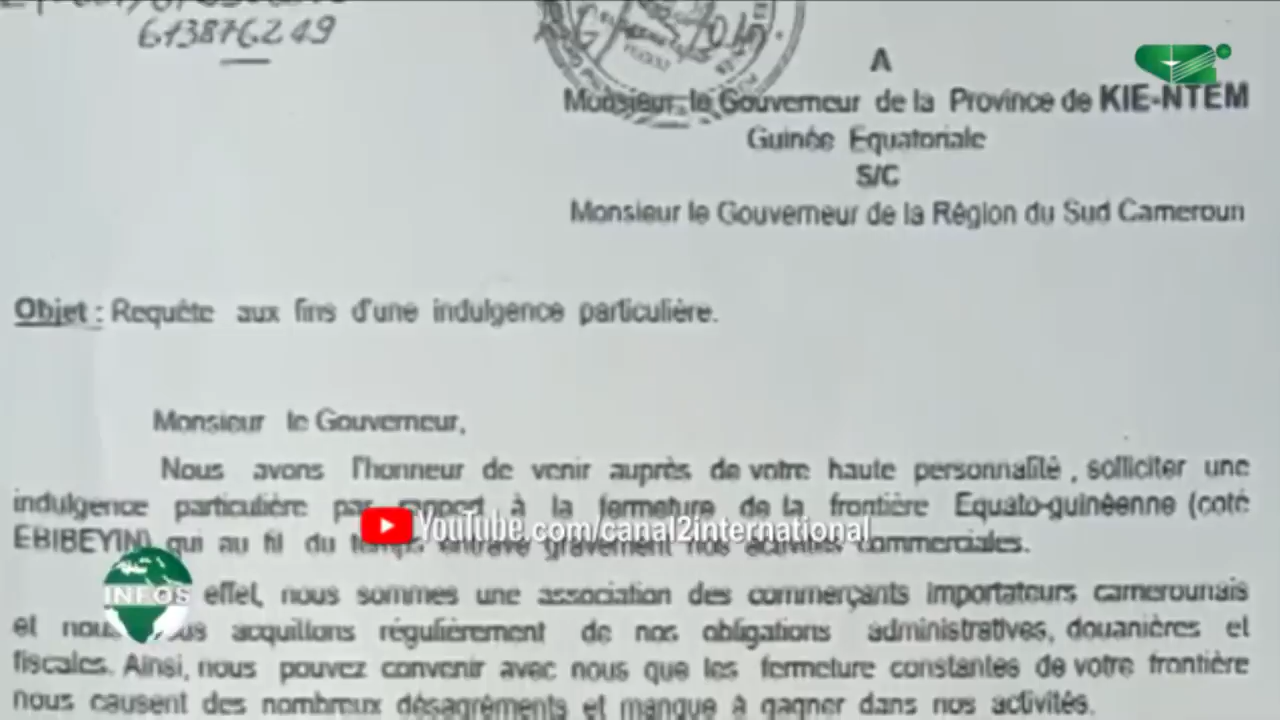 613876249
A
Monsieur le Gouverneur de la Province de KIE-NTEM
Guinée Equatoriale
S/C
Monsieur le Gouverneur de la Région du Sud Cameroun
Objet : Requête aux fins d'une indulgence particulière.
Monsieur le Gouverneur,
Nous avons l'honneur de venir auprès de votre haute personnalité , solliciter une
indulgence particulière par rapport à la fermeture de la frontière Equato-guinéenne (coté
YouTube.com/canal2international
EBIBEYIN) qui au fil du temps entrave gravement nos activités commerciales.
INFOS
effet, nous sommes une association des commerçants importateurs camerounais
et nous nous acquittons régulièrement de nos obligations administratives, douanières et
fiscales. Ainsi, nous pouvez convenir avec nous que les fermeture constantes de votre frontière
nous causent des nombreux désagréments et manque à gagner dans nos activités.